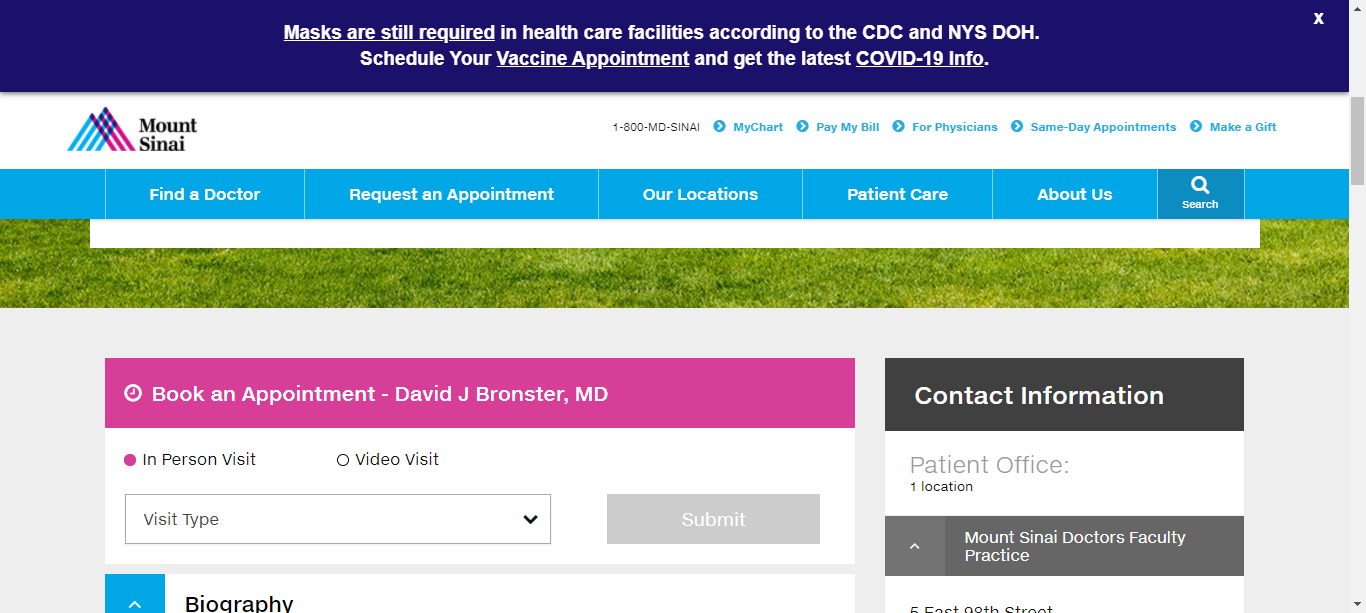 Masks are still required in health care facilities according to the CDC and NYS DOH.
X
Schedule Your Vaccine Appointment and get the latest COVID-19 Info.
Mount
Sinai
1-800-MD-SINAI MyChart Pay My Bill For Physicians Same-Day Appointments Make a Gift
Find a Doctor Request an Appointment Our Locations Patient Care About Us Search
Book an Appointment - David J Bronster, MD
In Person Visit Video Visit
Visit Type Submit
Biography
Contact Information
Patient Office:
1 location
Mount Sinai Doctors Faculty
Practice
5 East 98th Street